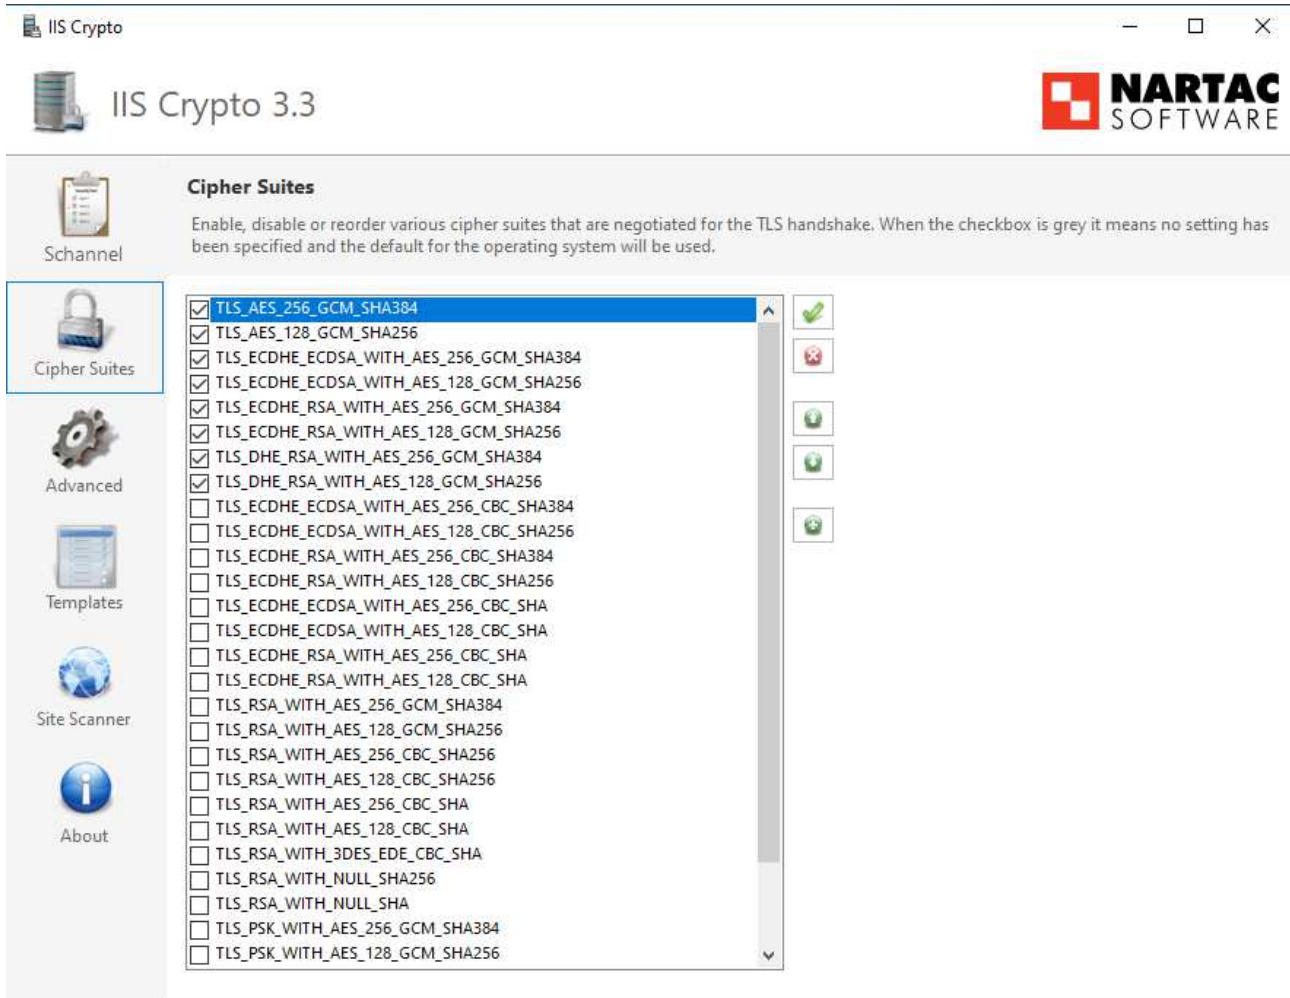 IIS Crypto
IIS Crypto 3.3
NARTAC
SOFTWARE
Schannel
Cipher Suites
Advanced
Templates
Site Scanner
About
Cipher Suites
Enable, disable or reorder various cipher suites that are negotiated for the TLS handshake. When the checkbox is grey it means no setting has
been specified and the default for the operating system will be used.
TLS_AES_256_GCM_SHA384
TLS_AES_128_GCM_SHA256
TLS_ECDHE_ECDSA_WITH_AES_256_GCM_SHA384
TLS_ECDHE_ECDSA_WITH_AES_128_GCM_SHA256
TLS_ECDHE_RSA_WITH_AES_256_GCM_SHA384
TLS_ECDHE_RSA_WITH_AES_128_GCM_SHA256
TLS_DHE_RSA_WITH_AES_256_GCM_SHA384
TLS_DHE_RSA_WITH_AES_128_GCM_SHA256
TLS_ECDHE_ECDSA_WITH_AES_256_CBC_SHA384
TLS_ECDHE_ECDSA_WITH_AES_128_CBC_SHA256
TLS_ECDHE_RSA_WITH_AES_256_CBC_SHA384
TLS_ECDHE_RSA_WITH_AES_128_CBC_SHA256
TLS_ECDHE_ECDSA_WITH_AES_256_CBC_SHA
TLS_ECDHE_ECDSA_WITH_AES_128_CBC_SHA
TLS_ECDHE_RSA_WITH_AES_256_CBC_SHA
TLS_ECDHE_RSA_WITH_AES_128_CBC_SHA
TLS_RSA_WITH_AES_256_GCM_SHA384
TLS_RSA_WITH_AES_128_GCM_SHA256
TLS_RSA_WITH_AES_256_CBC_SHA256
TLS_RSA_WITH_AES_128_CBC_SHA256
TLS_RSA_WITH_AES_256_CBC_SHA
TLS_RSA_WITH_AES_128_CBC_SHA
TLS_RSA_WITH_3DES_EDE_CBC_SHA
TLS_RSA_WITH_NULL_SHA256
TLS_RSA_WITH_NULL_SHA
TLS_PSK_WITH_AES_256_GCM_SHA384
TLS_PSK_WITH_AES_128_GCM_SHA256